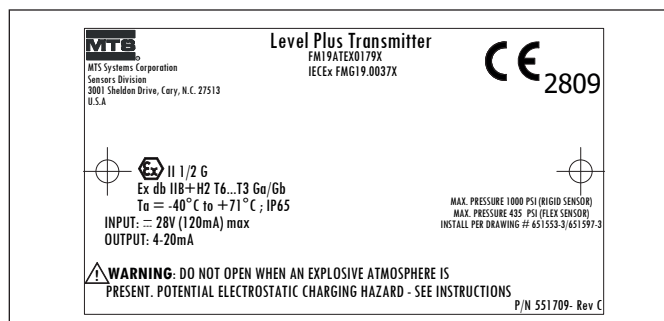 MTS
Level Plus Transmitter
FM19ATEX0179X
IECEx FMG19.0037X
MTS Systems Corporation
Sensors Division
3001 Sheldon Drive, Cary, N.C. 27513
U.S.A
CE 2809
Ex II 1/2 G
Ex db IIB+H2 T6...T3 Ga/Gb
Ta = -40°C to +71°C ; IP65
INPUT: ⎓ 28V (120mA) max
OUTPUT: 4-20mA
MAX. PRESSURE 1000 PSI (RIGID SENSOR)
MAX. PRESSURE 435 PSI (FLEX SENSOR)
INSTALL PER DRAWING # 651553-3/651597-3
WARNING: DO NOT OPEN WHEN AN EXPLOSIVE ATMOSPHERE IS
PRESENT. POTENTIAL ELECTROSTATIC CHARGING HAZARD - SEE INSTRUCTIONS
P/N 551709- Rev C